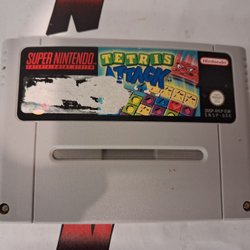 SUPER NINTENDO
ENTERTAINMENT SYSTEM
TETRIS
ATTACK
Nintendo